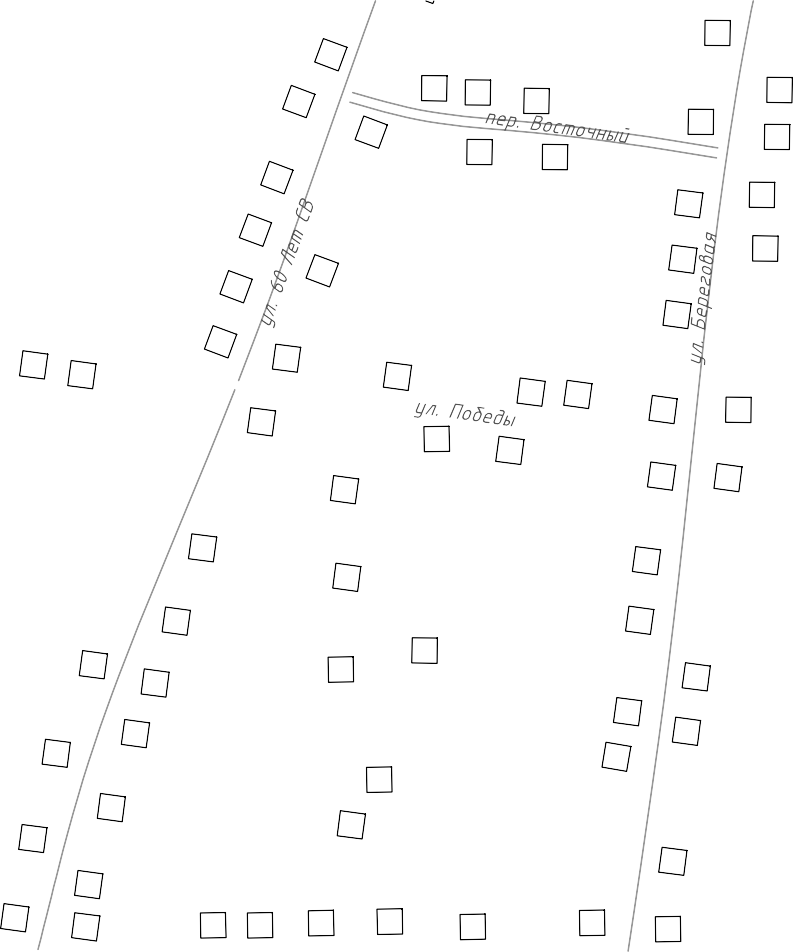 пер. Восточный
ул. 60 Лет СВ
ул. Береговая
ул. Победы